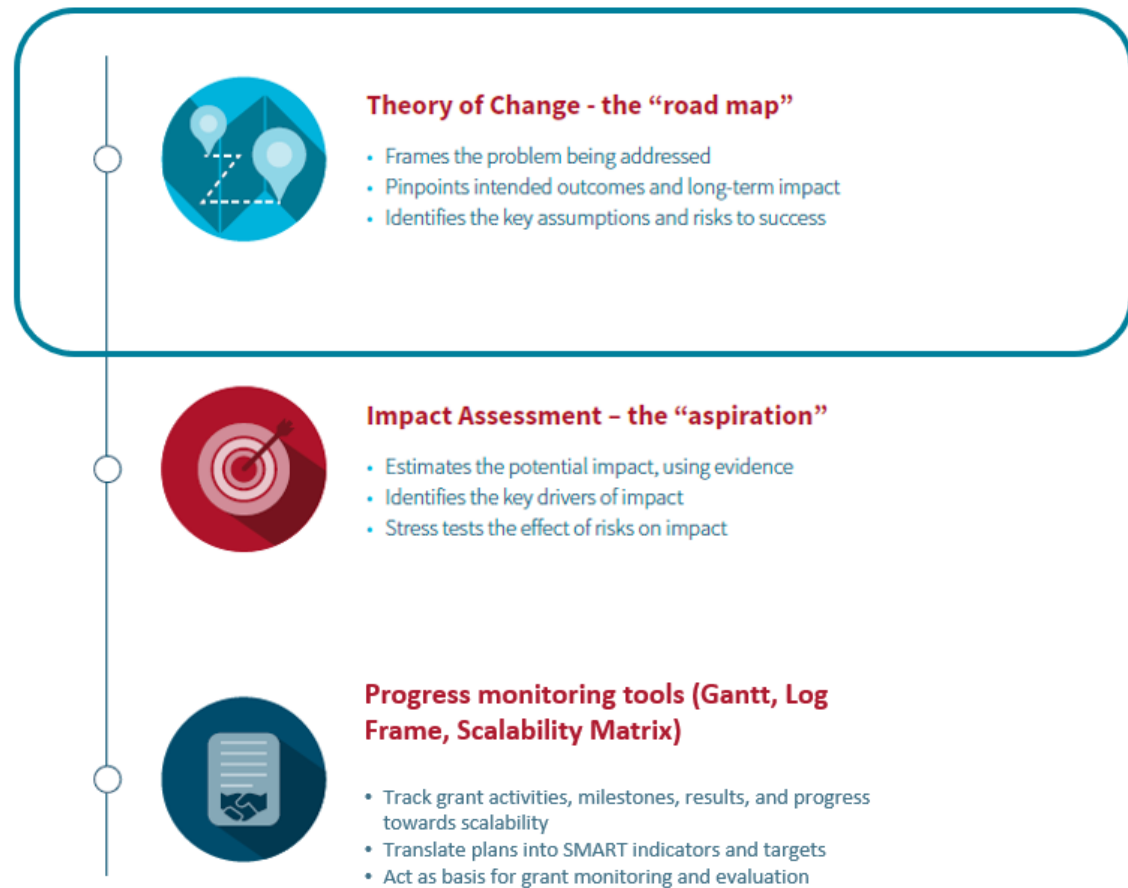 Theory of Change - the “road map”
• Frames the problem being addressed
• Pinpoints intended outcomes and long-term impact
• Identifies the key assumptions and risks to success
Impact Assessment – the “aspiration”
• Estimates the potential impact, using evidence
• Identifies the key drivers of impact
• Stress tests the effect of risks on impact
Progress monitoring tools (Gantt, Log
Frame, Scalability Matrix)
• Track grant activities, milestones, results, and progress
towards scalability
• Translate plans into SMART indicators and targets
• Act as basis for grant monitoring and evaluation